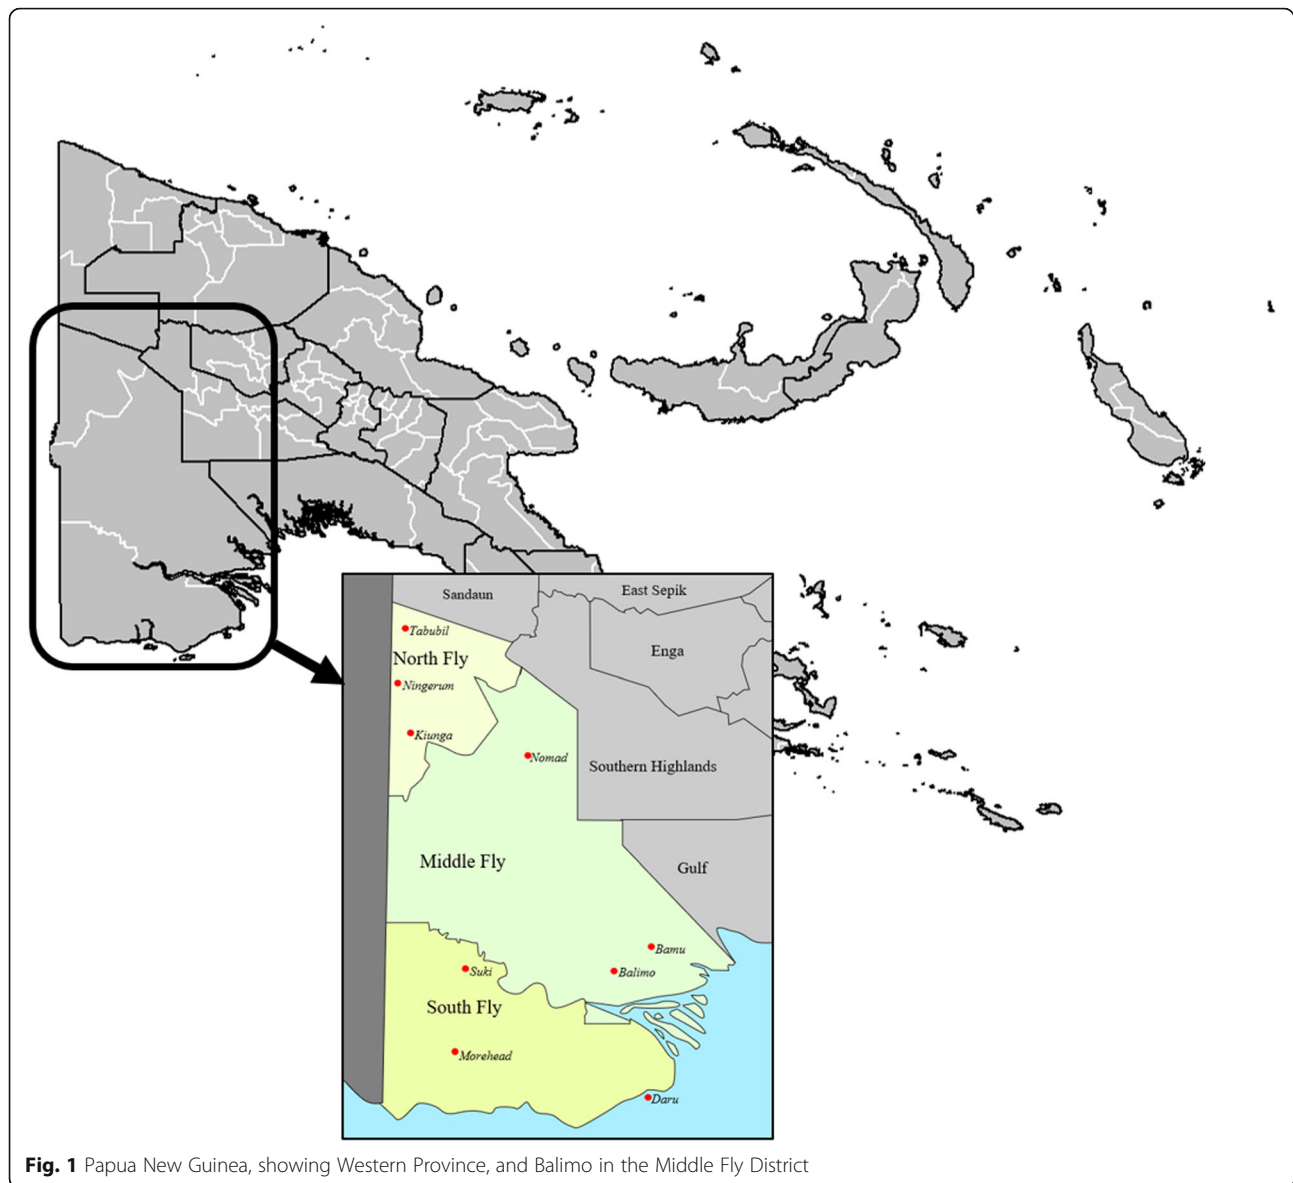 Sandaun
East Sepik
Tabubil
North Fly
Enga
Ningerum
Kiunga
Nomad
Southern Highlands
Middle Fly
Gulf
Bamu
Suki
Balimo
South Fly
Morehead
Daru
Fig. 1 Papua New Guinea, showing Western Province, and Balimo in the Middle Fly District